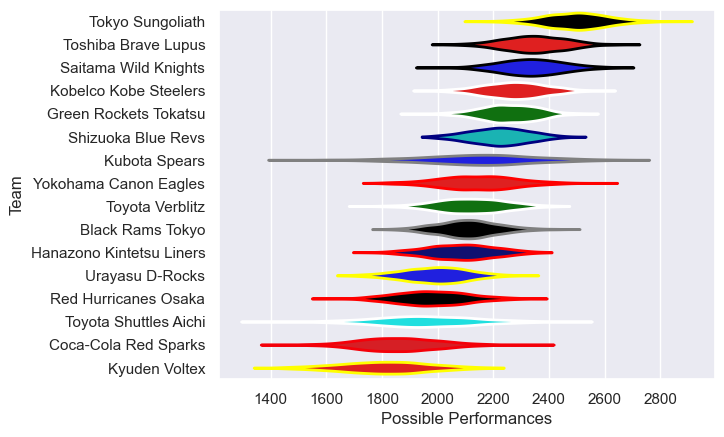 Tokyo Sungoliath
Toshiba Brave Lupus
Saitama Wild Knights
Kobelco Kobe Steelers
Green Rockets Tokatsu
Shizuoka Blue Revs
Kubota Spears
Yokohama Canon Eagles
Toyota Verblitz
Black Rams Tokyo
Hanazono Kintetsu Liners
Urayasu D-Rocks
Red Hurricanes Osaka
Toyota Shuttles Aichi
Coca-Cola Red Sparks
Kyuden Voltex
Team
1400 1600 1800 2000 2200 2400 2600 2800
Possible Performances